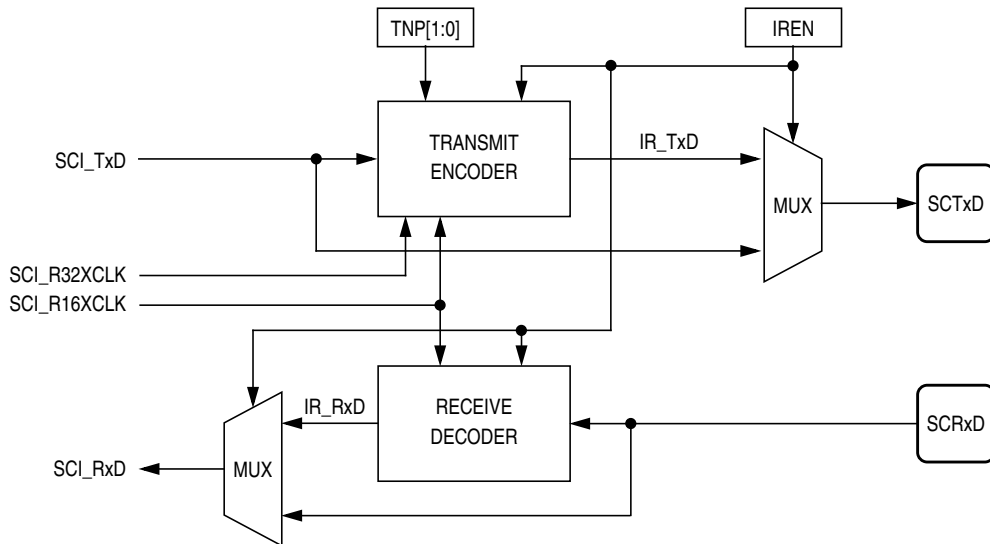 TNP[1:0]
IREN
SCI_TxD
TRANSMIT
ENCODER
IR_TxD
MUX
SCTxD
SCI_R32XCLK
SCI_R16XCLK
IR_RxD
RECEIVE
DECODER
SCRxD
SCI_RxD
MUX